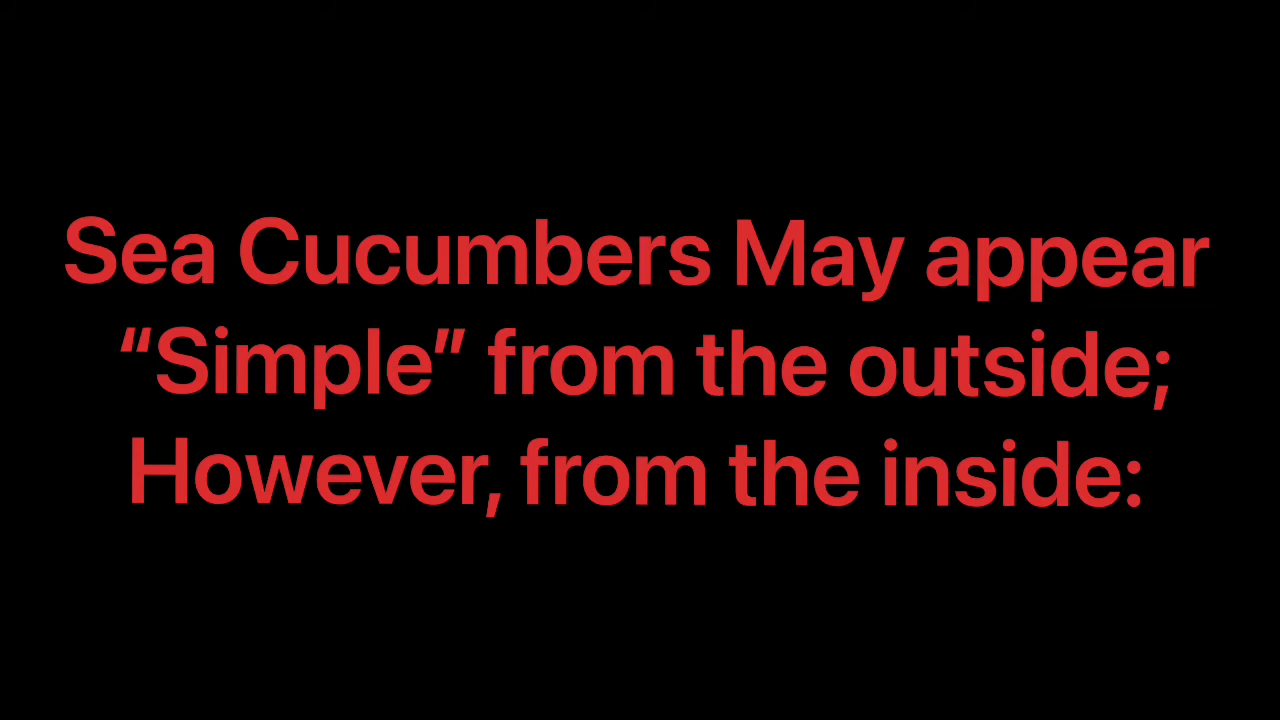 Sea Cucumbers May appear
“Simple” from the outside;
However, from the inside: